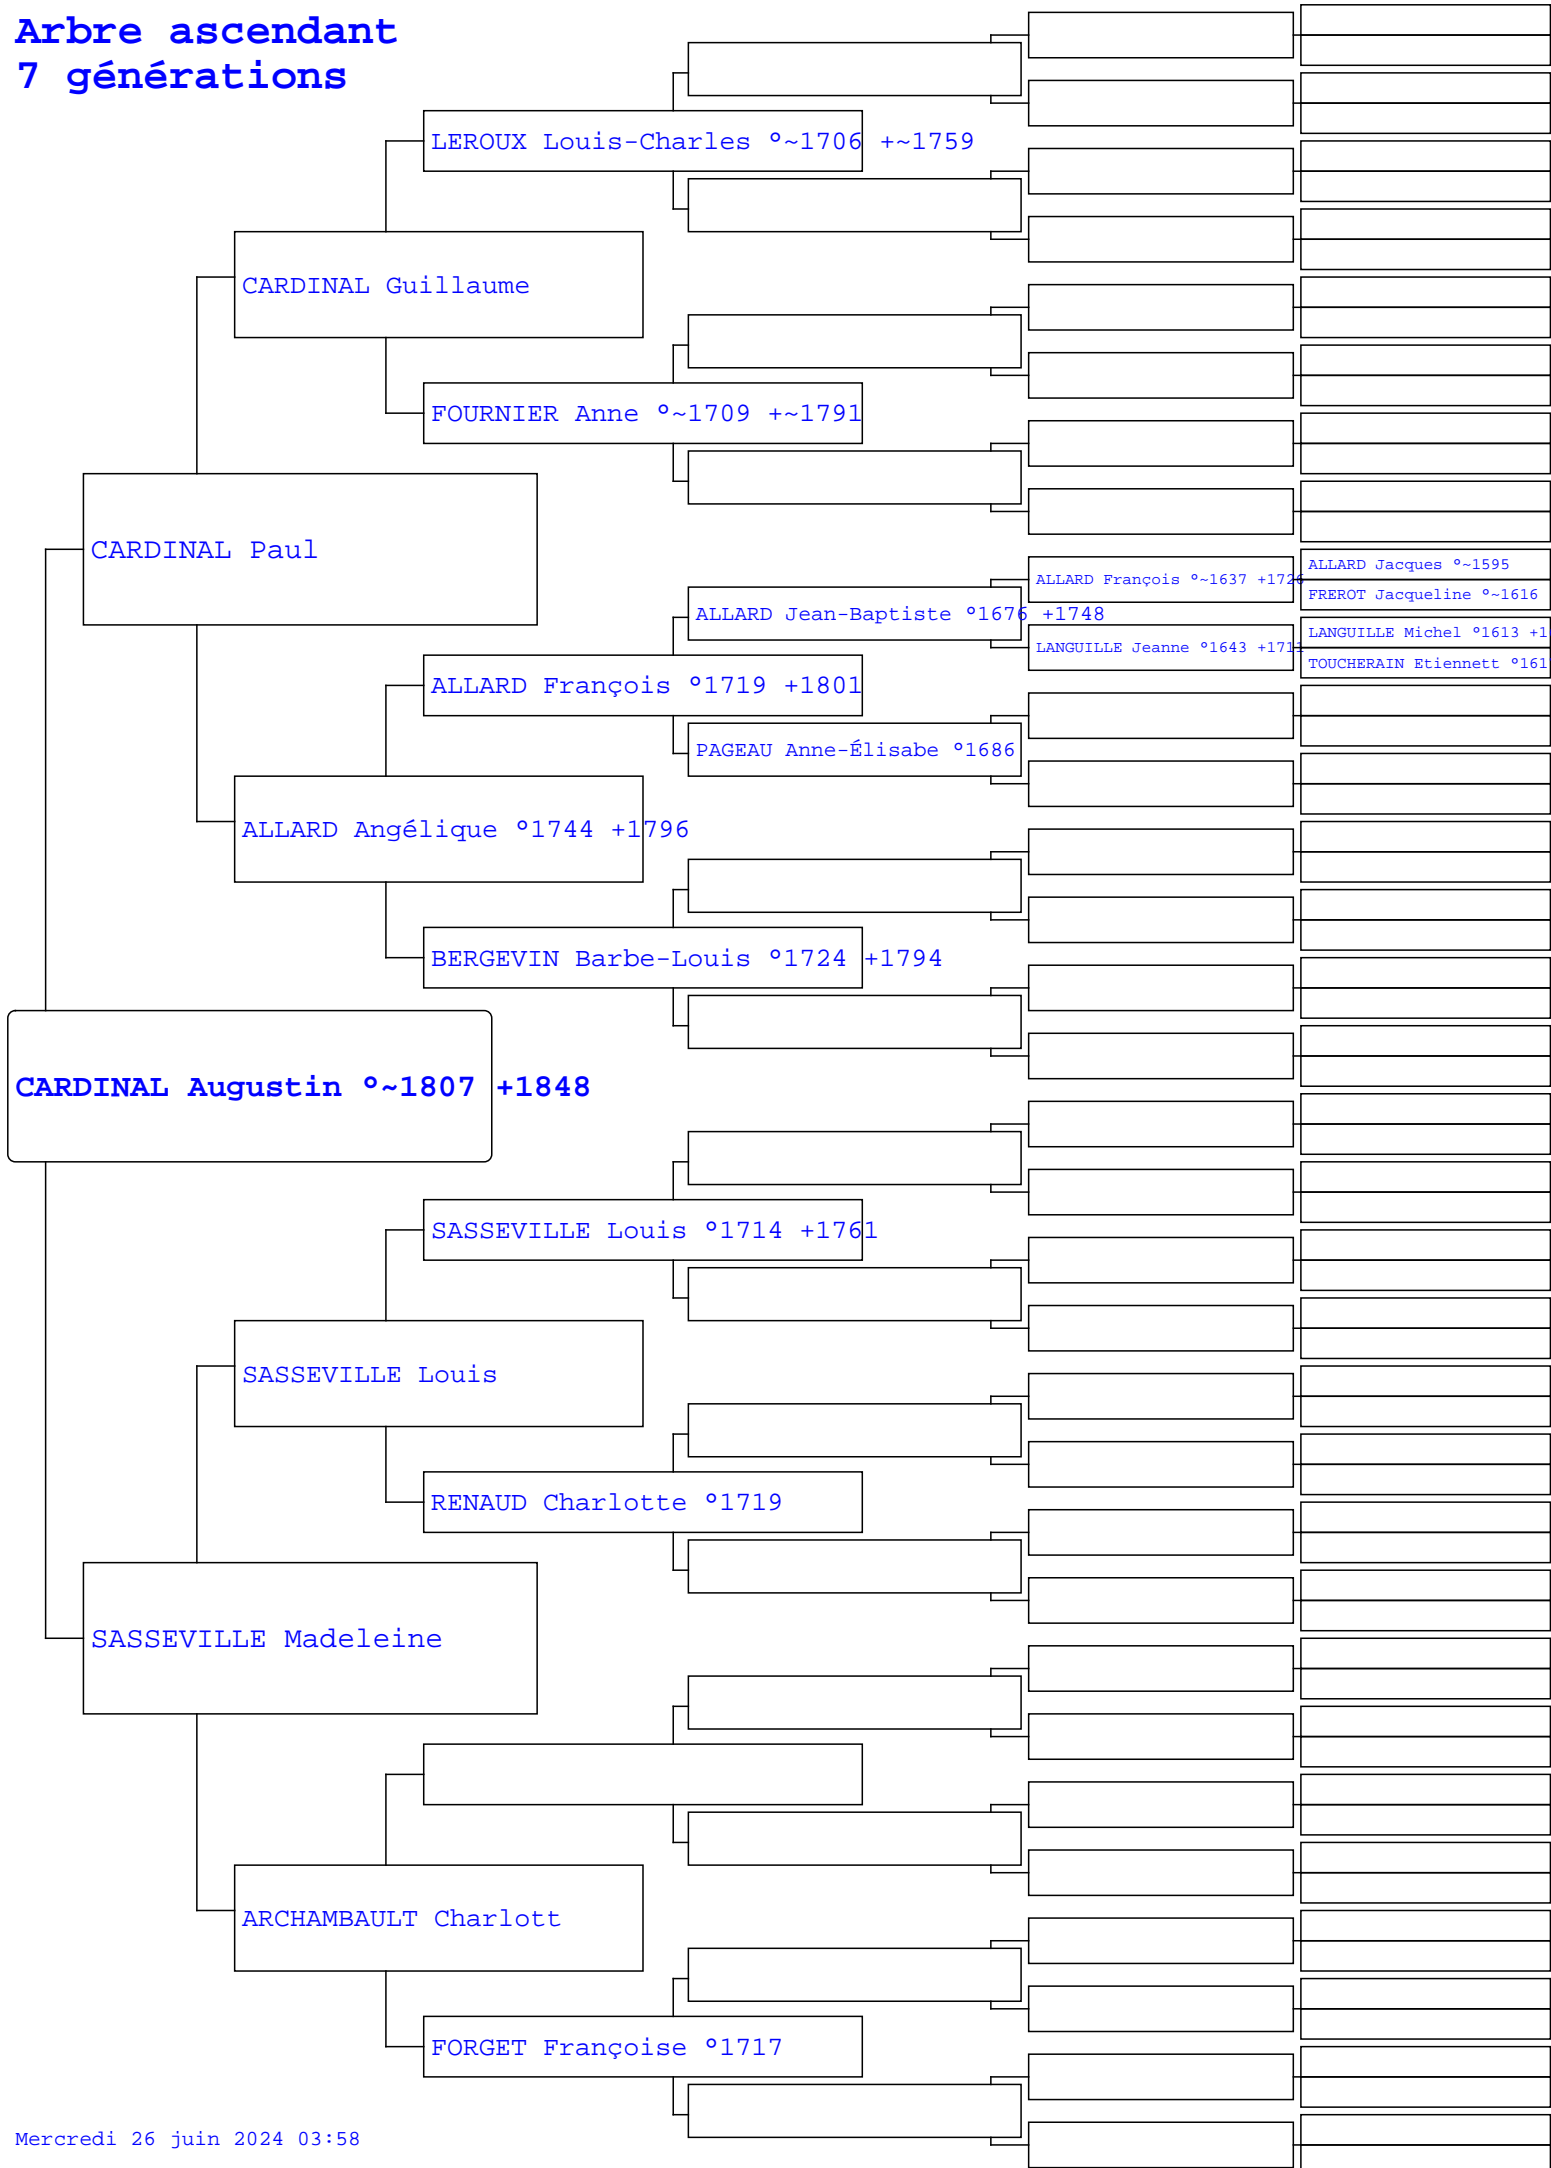 Arbre ascendant
7 générations
LEROUX Louis-Charles °~1706 +~1759
CARDINAL Guillaume
FOURNIER Anne °~1709 +~1791
CARDINAL Paul
ALLARD Jacques °~1595
ALLARD François °~1637 +1726
FREROT Jacqueline °~1616
ALLARD Jean-Baptiste °1676 +1748
LANGUILLE Michel °1613 +1
LANGUILLE Jeanne °1643 +1711
TOUCHERAIN Etiennett °161
ALLARD François °1719 +1801
PAGEAU Anne-Élisabe °1686
ALLARD Angélique °1744 +1796
BERGEVIN Barbe-Louis °1724 +1794
CARDINAL Augustin °~1807 +1848
SASSEVILLE Louis °1714 +1761
SASSEVILLE Louis
RENAUD Charlotte °1719
SASSEVILLE Madeleine
ARCHAMBAULT Charlott
FORGET Françoise °1717
Mercredi 26 juin 2024 03:58